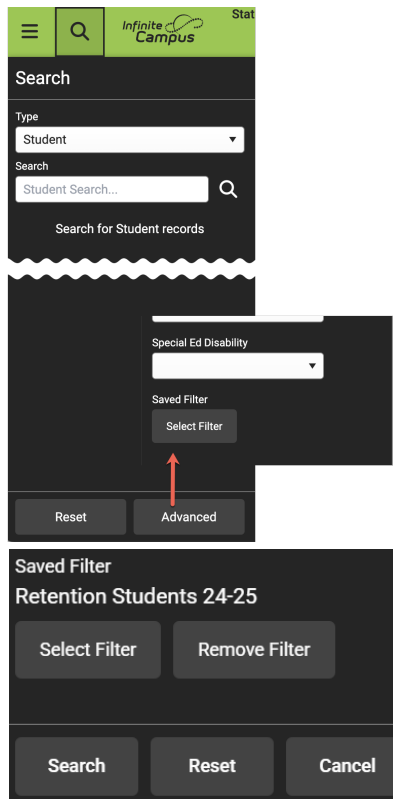 Stat
Infinite
Campus
Search
Type
Student
Search
Student Search...
Search for Student records
Special Ed Disability
Saved Filter
Select Filter
Reset
Advanced
Saved Filter
Retention Students 24-25
Select Filter
Remove Filter
Search
Reset
Cancel